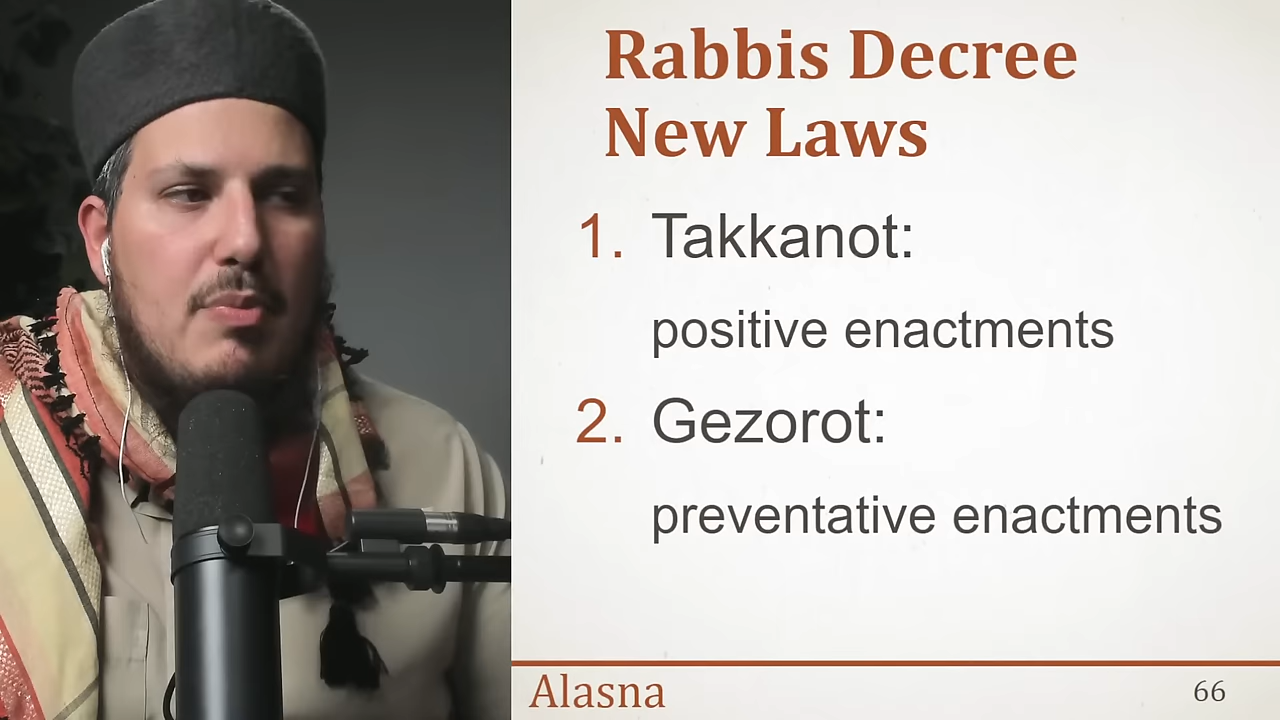 Rabbis Decree
New Laws
1. Takkanot:
positive enactments
2. Gezorot:
preventative enactments
Alasna
66